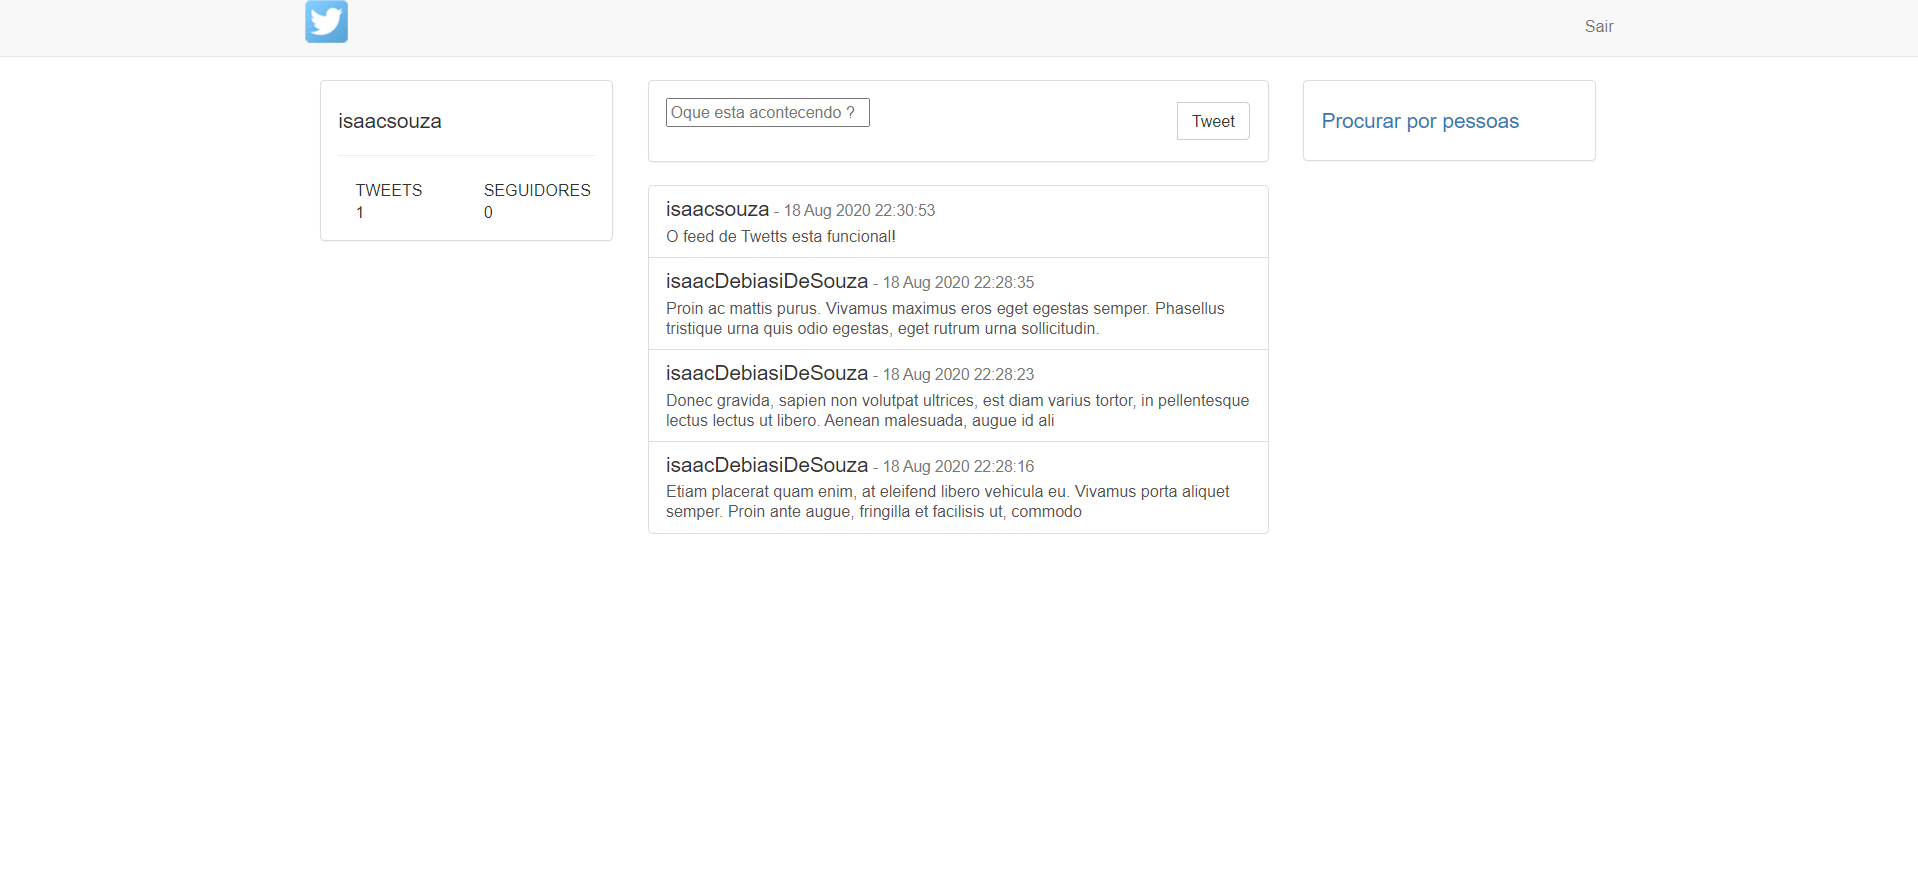 Sair
isaacsouza
TWEETS SEGUIDORES
1 0
Oque esta acontecendo ?
Tweet
isaacsouza - 18 Aug 2020 22:30:53
O feed de Twetts esta funcional!
isaacDebiasiDeSouza - 18 Aug 2020 22:28:35
Proin ac mattis purus. Vivamus maximus eros eget egestas semper. Phasellus
tristique urna quis odio egestas, eget rutrum urna sollicitudin.
isaacDebiasiDeSouza - 18 Aug 2020 22:28:23
Donec gravida, sapien non volutpat ultrices, est diam varius tortor, in pellentesque
lectus lectus ut libero. Aenean malesuada, augue id ali
isaacDebiasiDeSouza - 18 Aug 2020 22:28:16
Etiam placerat quam enim, at eleifend libero vehicula eu. Vivamus porta aliquet
semper. Proin ante augue, fringilla et facilisis ut, commodo
Procurar por pessoas